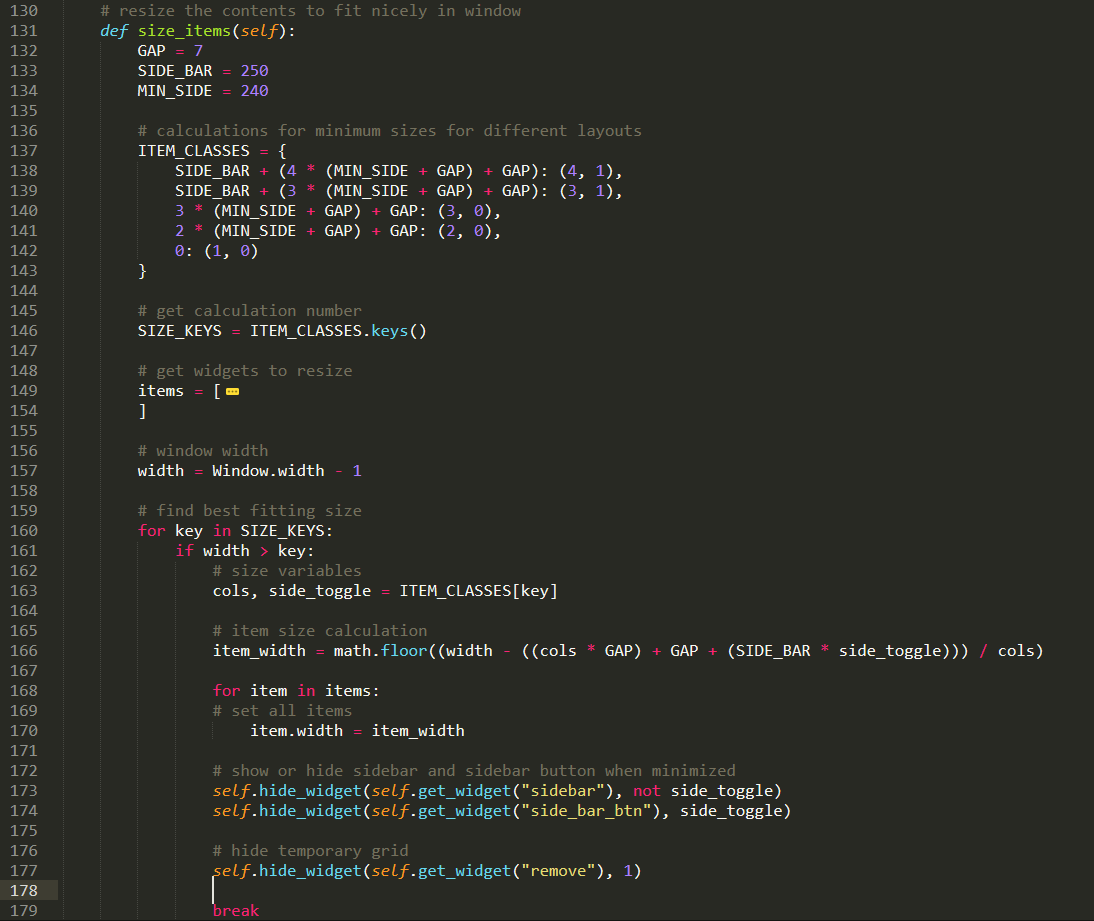 130 # resize the contents to fit nicely in window
131 def size_items(self):
132 GAP = 7
133 SIDE_BAR = 250
134 MIN_SIDE = 240
135
136 # calculations for minimum sizes for different layouts
137 ITEM_CLASSES = {
138 SIDE_BAR + (4 * (MIN_SIDE + GAP) + GAP): (4, 1),
139 SIDE_BAR + (3 * (MIN_SIDE + GAP) + GAP): (3, 1),
140 3 * (MIN_SIDE + GAP) + GAP: (3, 0),
141 2 * (MIN_SIDE + GAP) + GAP: (2, 0),
142 0: (1, 0)
143 }
144
145 # get calculation number
146 SIZE_KEYS = ITEM_CLASSES.keys()
147
148 # get widgets to resize
149 items = [
154 ]
155
156 # window width
157 width = Window.width - 1
158
159 # find best fitting size
160 for key in SIZE_KEYS:
161 if width > key:
162 # size variables
163 cols, side_toggle = ITEM_CLASSES[key]
164
165 # item size calculation
166 item_width = math.floor((width - ((cols * GAP) + GAP + (SIDE_BAR * side_toggle))) / cols)
167
168 for item in items:
169 # set all items
170 item.width = item_width
171
172 # show or hide sidebar and sidebar button when minimized
173 self.hide_widget(self.get_widget("sidebar"), not side_toggle)
174 self.hide_widget(self.get_widget("side_bar_btn"), side_toggle)
175
176 # hide temporary grid
177 self.hide_widget(self.get_widget("remove"), 1)
178
179 break